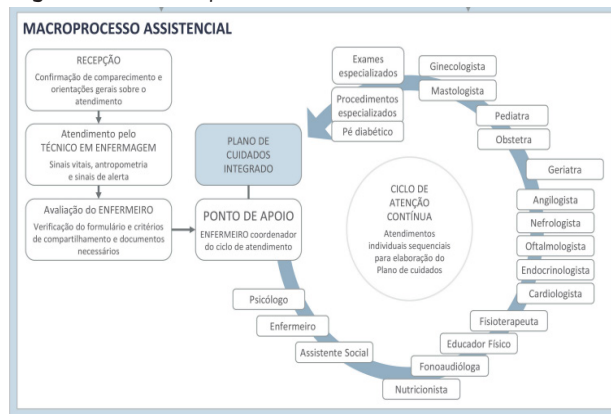 MACROPROCESSO ASSISTENCIAL
RECEPÇÃO
Confirmação de comparecimento e
orientações gerais sobre o
atendimento
Atendimento pelo
TÉCNICO EM ENFERMAGEM
Sinais vitais, antropometria
e sinais de alerta
Avaliação do ENFERMEIRO
Verificação do formulário e critérios
de compartilhamento e documentos
necessários
PLANO DE
CUIDADOS
INTEGRADO
PONTO DE APOIO
ENFERMEIRO coordenador
do ciclo de atendimento
CICLO DE
ATENÇÃO
CONTÍNUA
Atendimentos
individuais sequenciais
para elaboração do
Plano de cuidados
Exames
especializados
Procedimentos
especializados
Pé diabético
Ginecologista
Mastologista
Pediatra
Obstetra
Geriatra
Angilogista
Nefrologista
Oftalmologista
Endocrinologista
Cardiologista
Fisioterapeuta
Educador Físico
Fonoaudióloga
Nutricionista
Assistente Social
Enfermeiro
Psicólogo